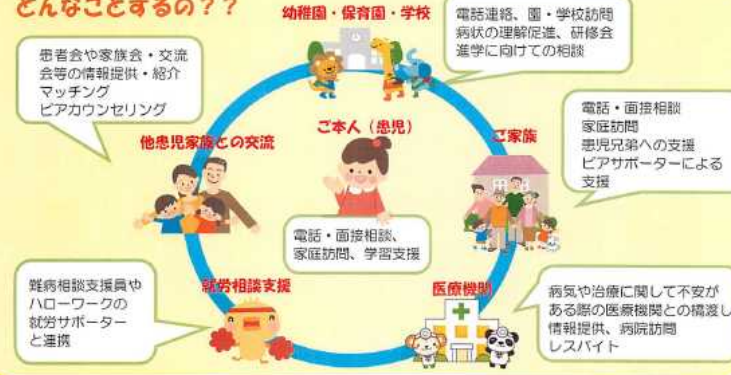 どんなことするの？？
幼稚園・保育園・学校
電話連絡、園・学校訪問
病状の理解促進、研修会
進学に向けての相談
患者会や家族会・交流
会等の情報提供・紹介
マッチング
ピアカウンセリング
他患児家族との交流
ご本人（患児）
電話・面接相談、
家庭訪問、学習支援
ご家族
電話・面接相談
家庭訪問
患児兄弟への支援
ピアサポーターによる
支援
難病相談支援員や
ハローワークの
就労サポーター
と連携
就労相談支援
医療機関
病気や治療に関して不安が
ある際の医療機関との橋渡し
情報提供、病院訪問
レスパイト